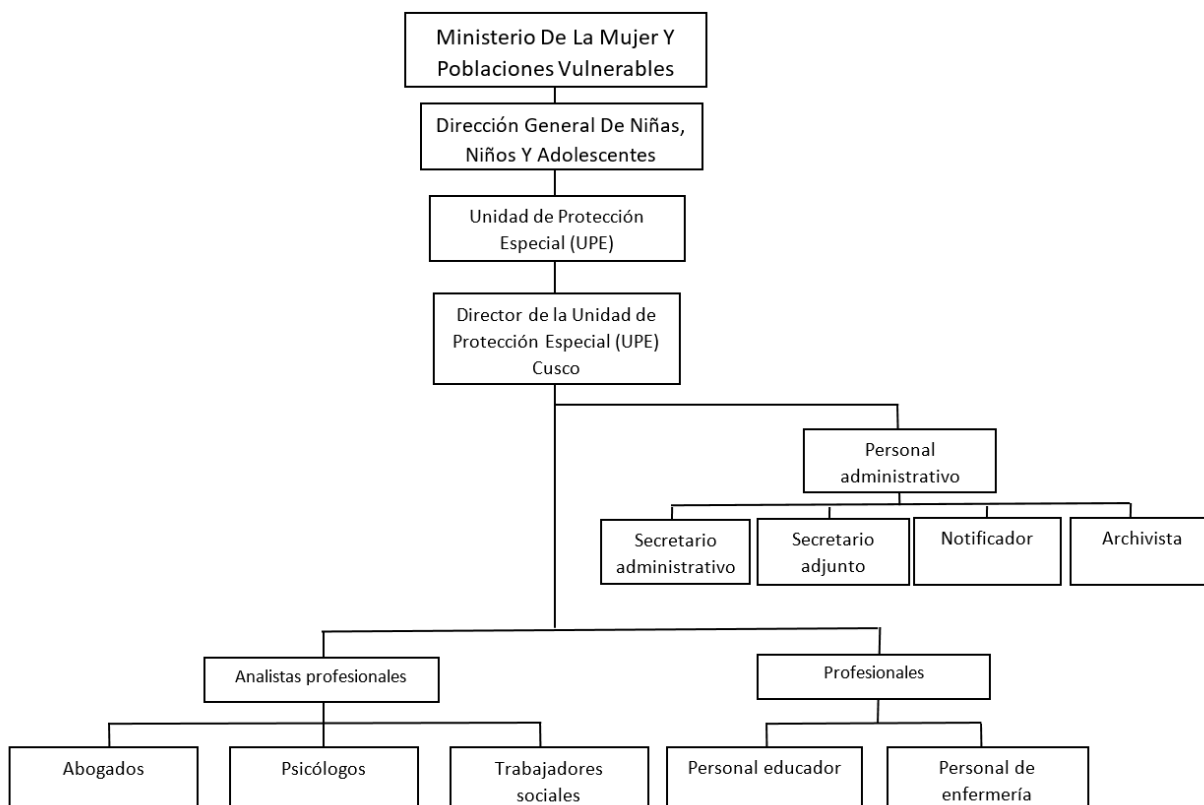 Ministerio De La Mujer Y
Poblaciones Vulnerables
Dirección General De Niñas,
Niños Y Adolescentes
Unidad de Protección
Especial (UPE)
Director de la Unidad de
Protección Especial (UPE)
Cusco
Personal
administrativo
Secretario
administrativo
Secretario
adjunto
Notificador
Archivista
Analistas profesionales
Profesionales
Abogados
Psicólogos
Trabajadores
sociales
Personal educador
Personal de
enfermería